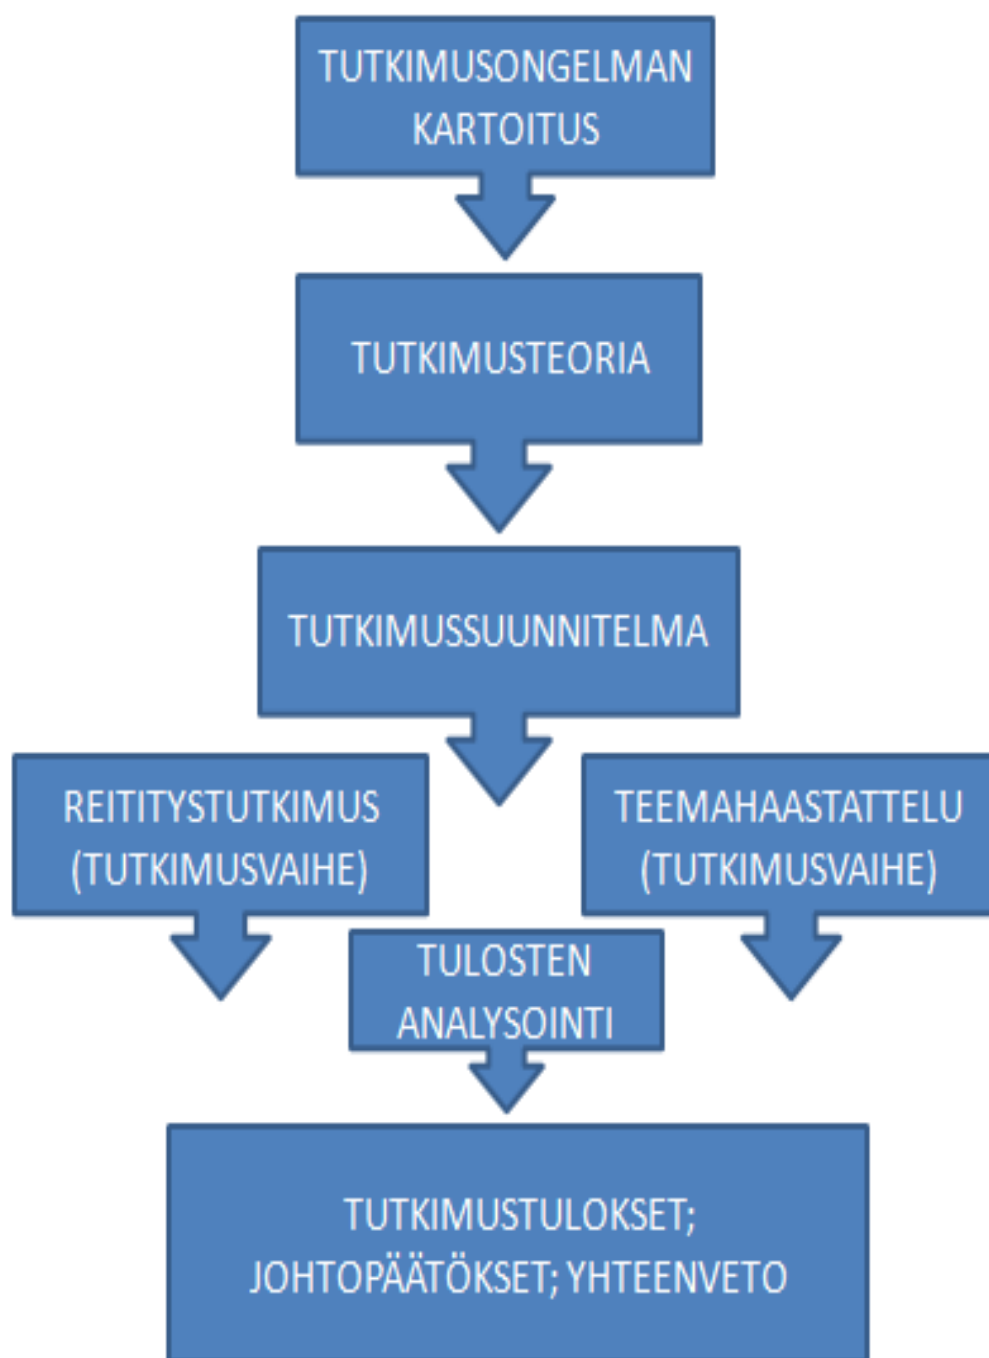 TUTKIMUSONGELMAN
KARTOITUS
TUTKIMUSTEORIA
TUTKIMUSSUUNNITELMA
REITITYSTUTKIMUS
(TUTKIMUSVAIHE)
TEEMAHAASTATTELU
(TUTKIMUSVAIHE)
TULOSTEN
ANALYSOINTI
TUTKIMUSTULOKSET;
JOHTOPÄÄTÖKSET; YHTEENVETO